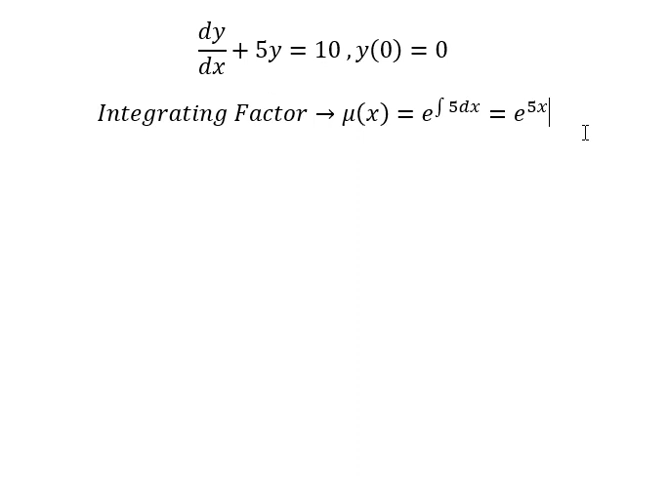 dy/dx + 5y = 10 , y(0) = 0
Integrating Factor → μ(x) = e^∫ 5dx = e^5x